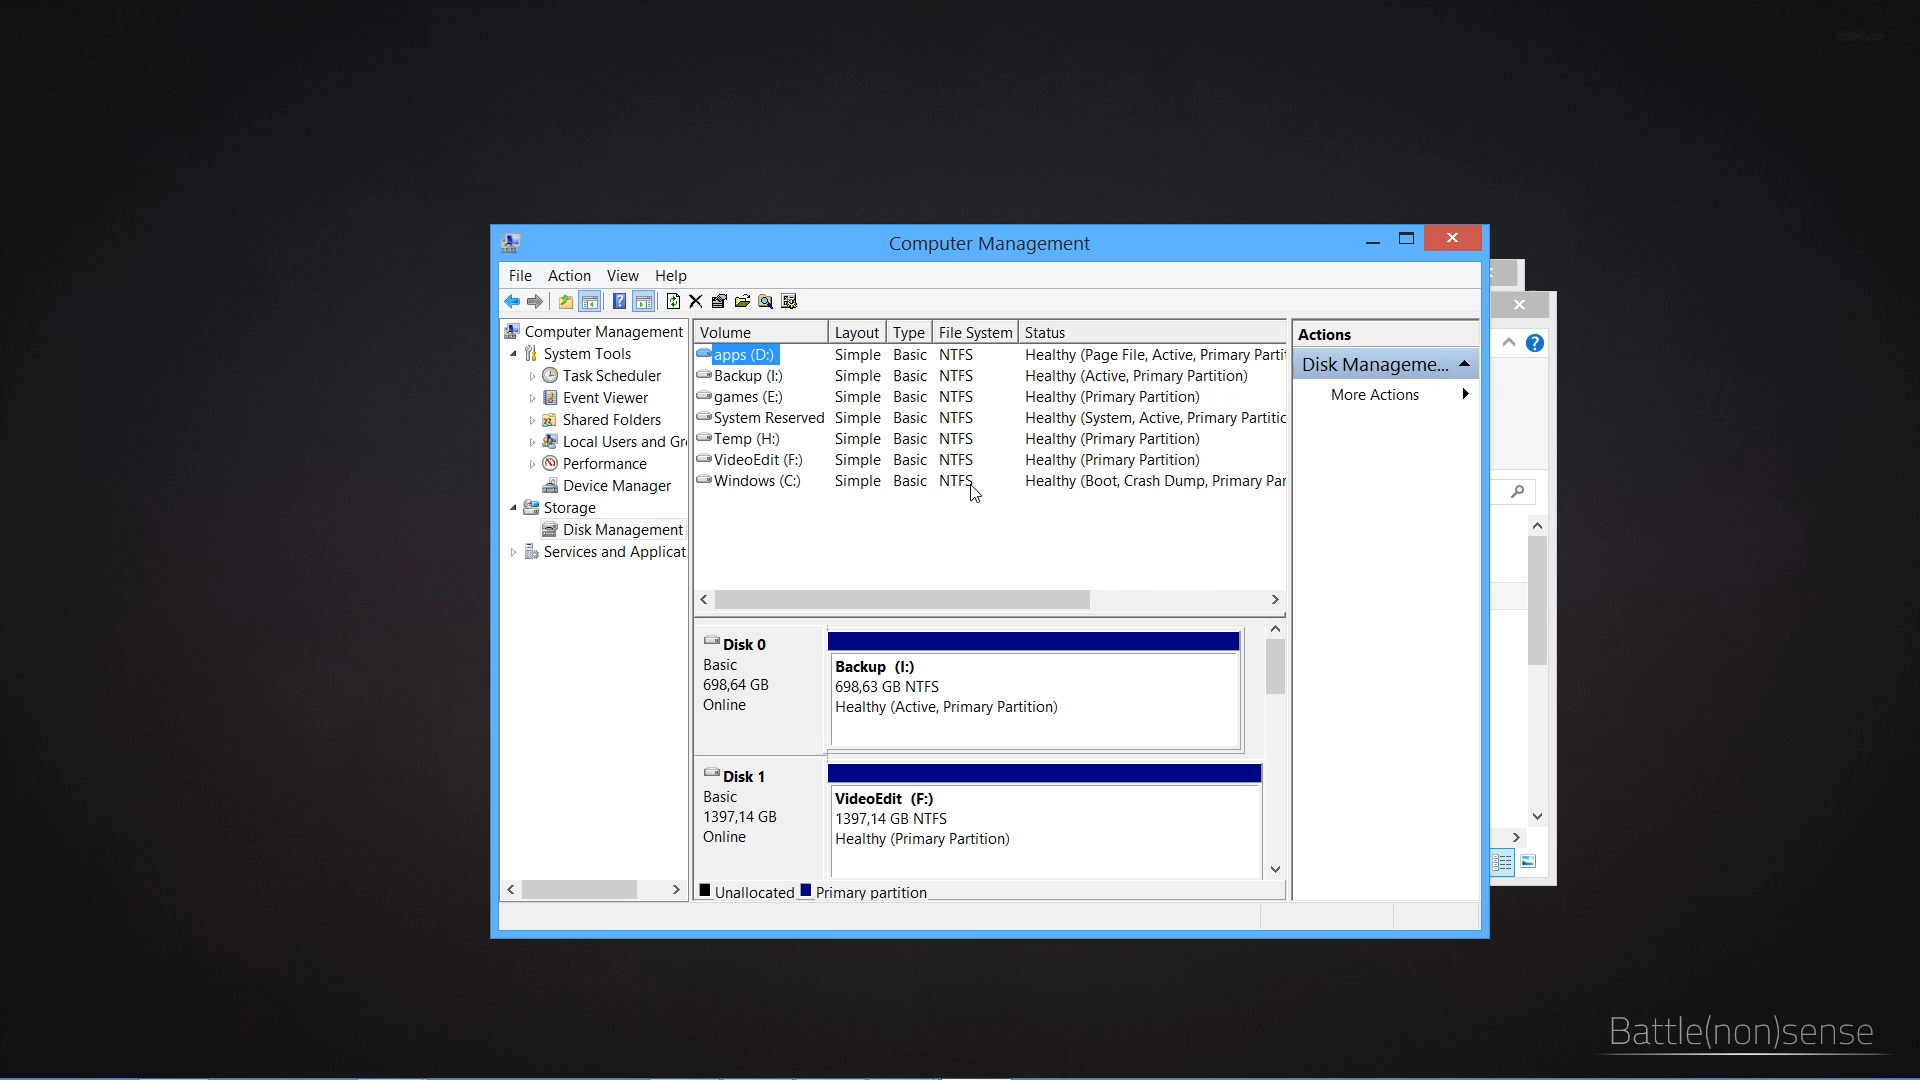 Computer Management
File Action View Help
Computer Management
System Tools
Task Scheduler
Event Viewer
Shared Folders
Local Users and Gr
Performance
Device Manager
Storage
Disk Management
Services and Applicat
Volume Layout Type File System Status
apps (D:) Simple Basic NTFS Healthy (Page File, Active, Primary Parti
Backup (I:) Simple Basic NTFS Healthy (Active, Primary Partition)
games (E:) Simple Basic NTFS Healthy (Primary Partition)
System Reserved Simple Basic NTFS Healthy (System, Active, Primary Partitic
Temp (H:) Simple Basic NTFS Healthy (Primary Partition)
VideoEdit (F:) Simple Basic NTFS Healthy (Primary Partition)
Windows (C:) Simple Basic NTFS Healthy (Boot, Crash Dump, Primary Par
Disk 0
Basic
698,64 GB
Online
Backup (I:)
698,63 GB NTFS
Healthy (Active, Primary Partition)
Disk 1
Basic
1397,14 GB
Online
VideoEdit (F:)
1397,14 GB NTFS
Healthy (Primary Partition)
Unallocated Primary partition
Actions
Disk Manageme...
More Actions
Battle(non)sense